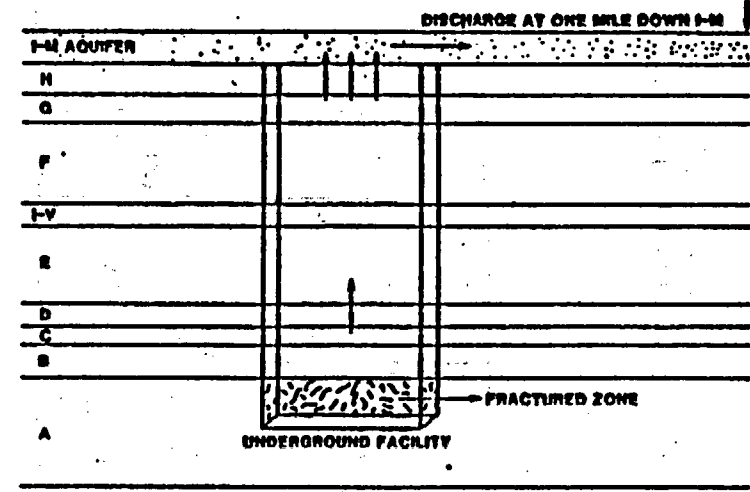 DISCHARGE AT ONE MILE DOWN I-M
I-M AQUIFER
H
G
F
I-V
E
D
C
B
FRACTURED ZONE
A
UNDERGROUND FACILITY